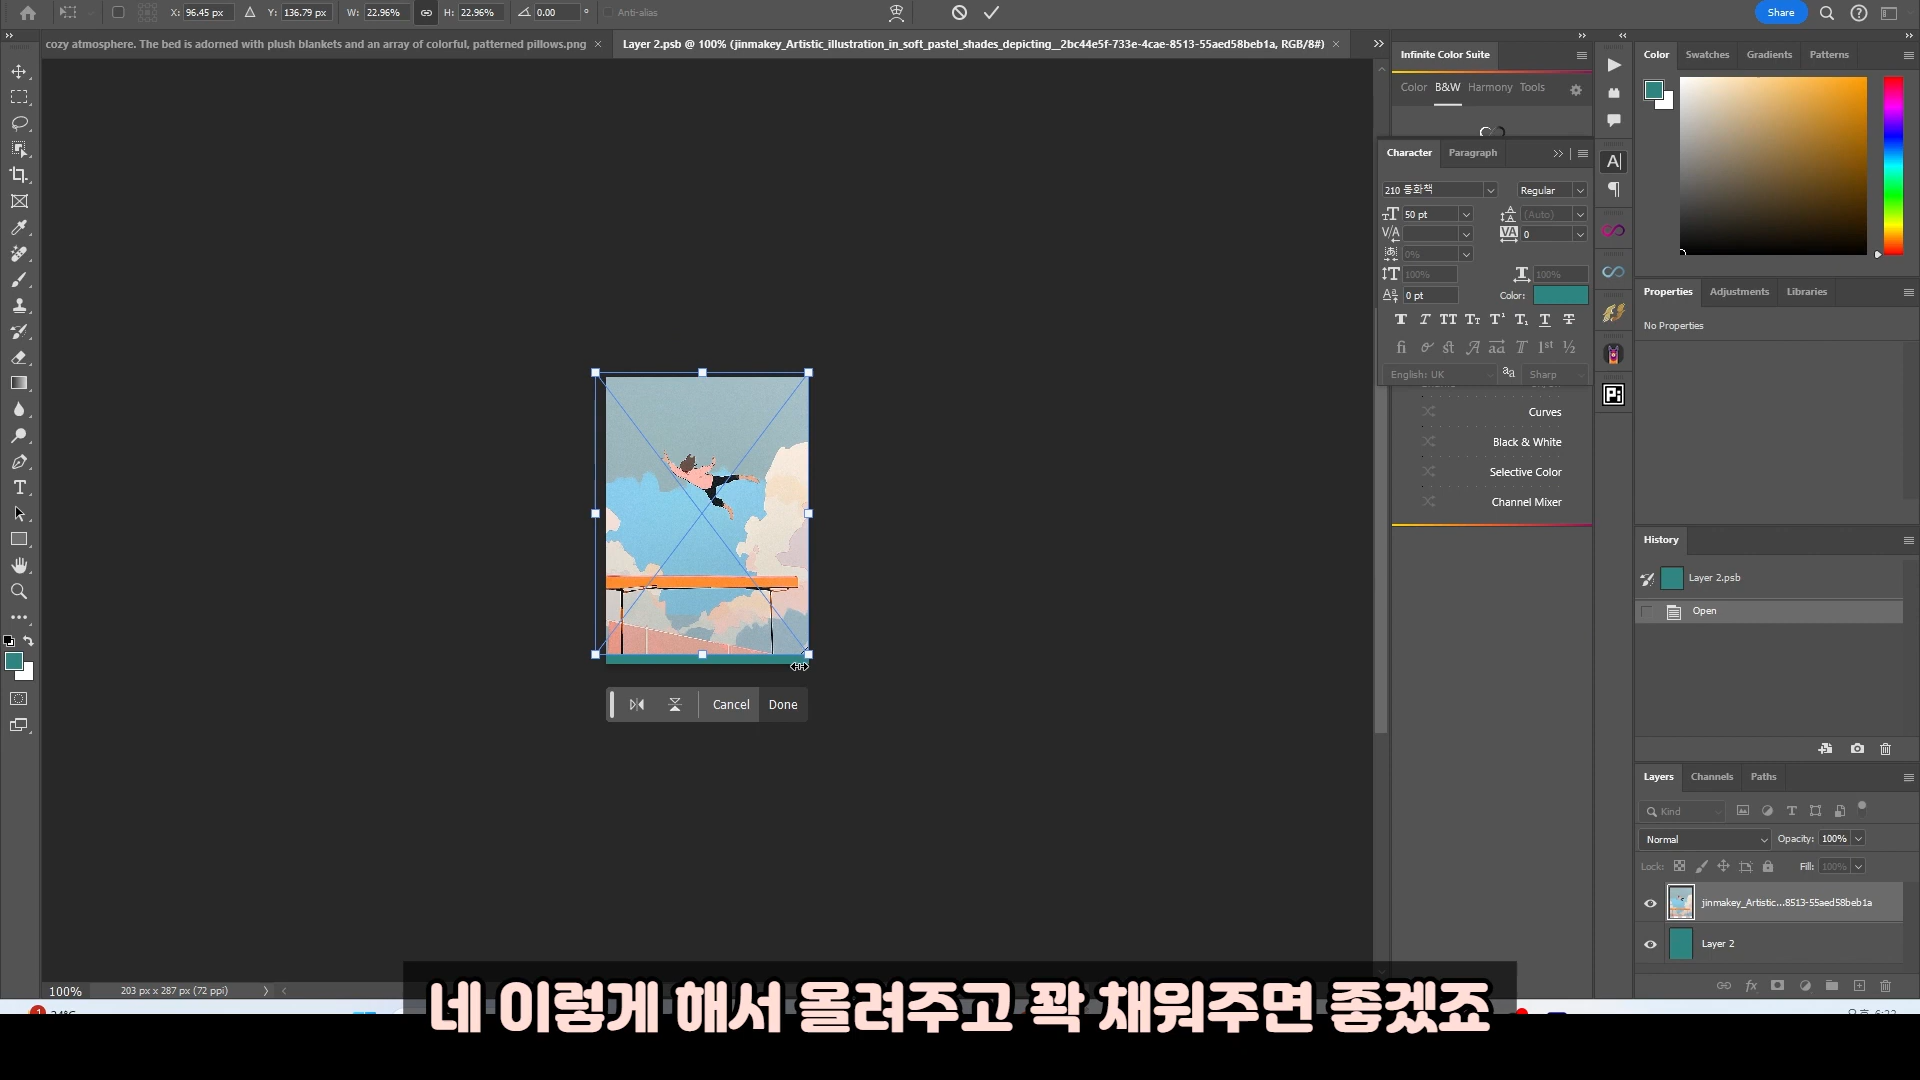 X: 96.45 px Y: 136.79 px W: 22.96% H: 22.96% 0.00 ° Anti-alias Share
cozy atmosphere. The bed is adorned with plush blankets and an array of colorful, patterned pillows.png × Layer 2.psb @ 100% (jinmakey_Artistic_illustration_in_soft_pastel_shades_depicting__2bc44e5f-733e-4cae-8513-55aed58beb1a, RGB/8#) ×
Infinite Color Suite
Color B&W Harmony Tools
Character Paragraph
210 동화책 Regular
50 pt (Auto)
0
0%
100% 100%
0 pt Color:
English: UK Sharp
Curves
Black & White
Selective Color
Channel Mixer
Color Swatches Gradients Patterns
Properties Adjustments Libraries
No Properties
History
Layer 2.psb
Open
Layers Channels Paths
Kind
Normal Opacity: 100%
Lock: Fill: 100%
jinmakey_Artistic...8513-55aed58beb1a
Layer 2
Cancel Done
100% 203 px x 287 px (72 ppi)
네 이렇게 해서 올려주고 꽉 채워주면 좋겠죠